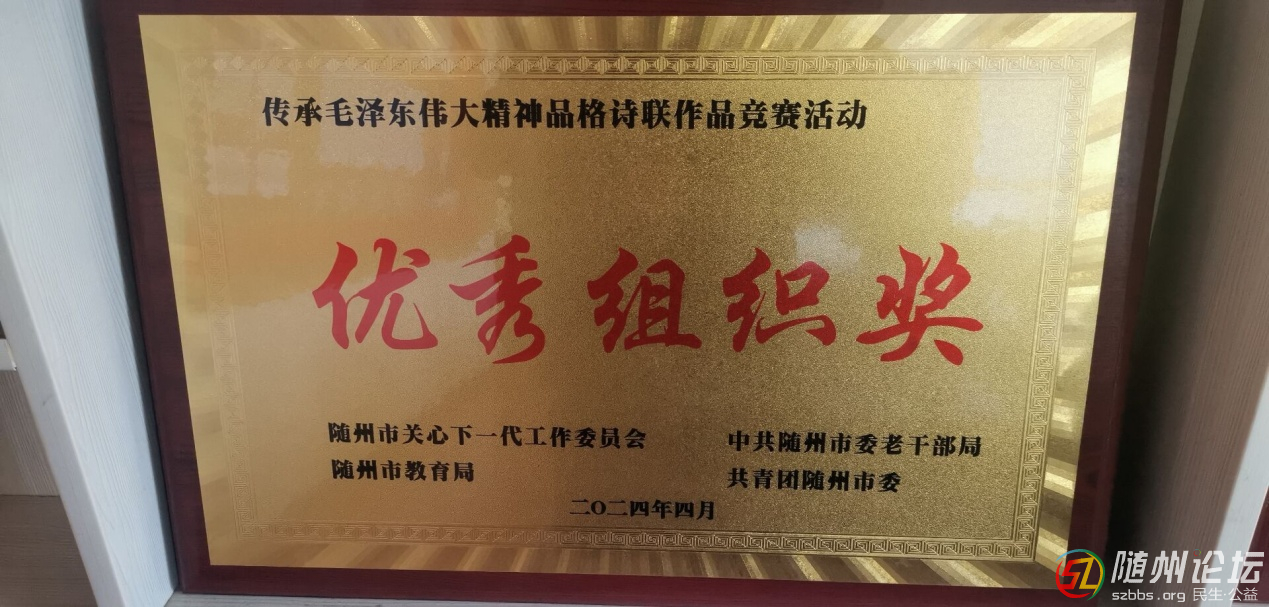 传承毛泽东伟大精神品格诗联作品竞赛活动
优秀组织奖
随州市关心下一代工作委员会
中共随州市委老干部局
随州市教育局
共青团随州市委
二〇二四年四月
随州论坛
szbbs.org 民生·公益